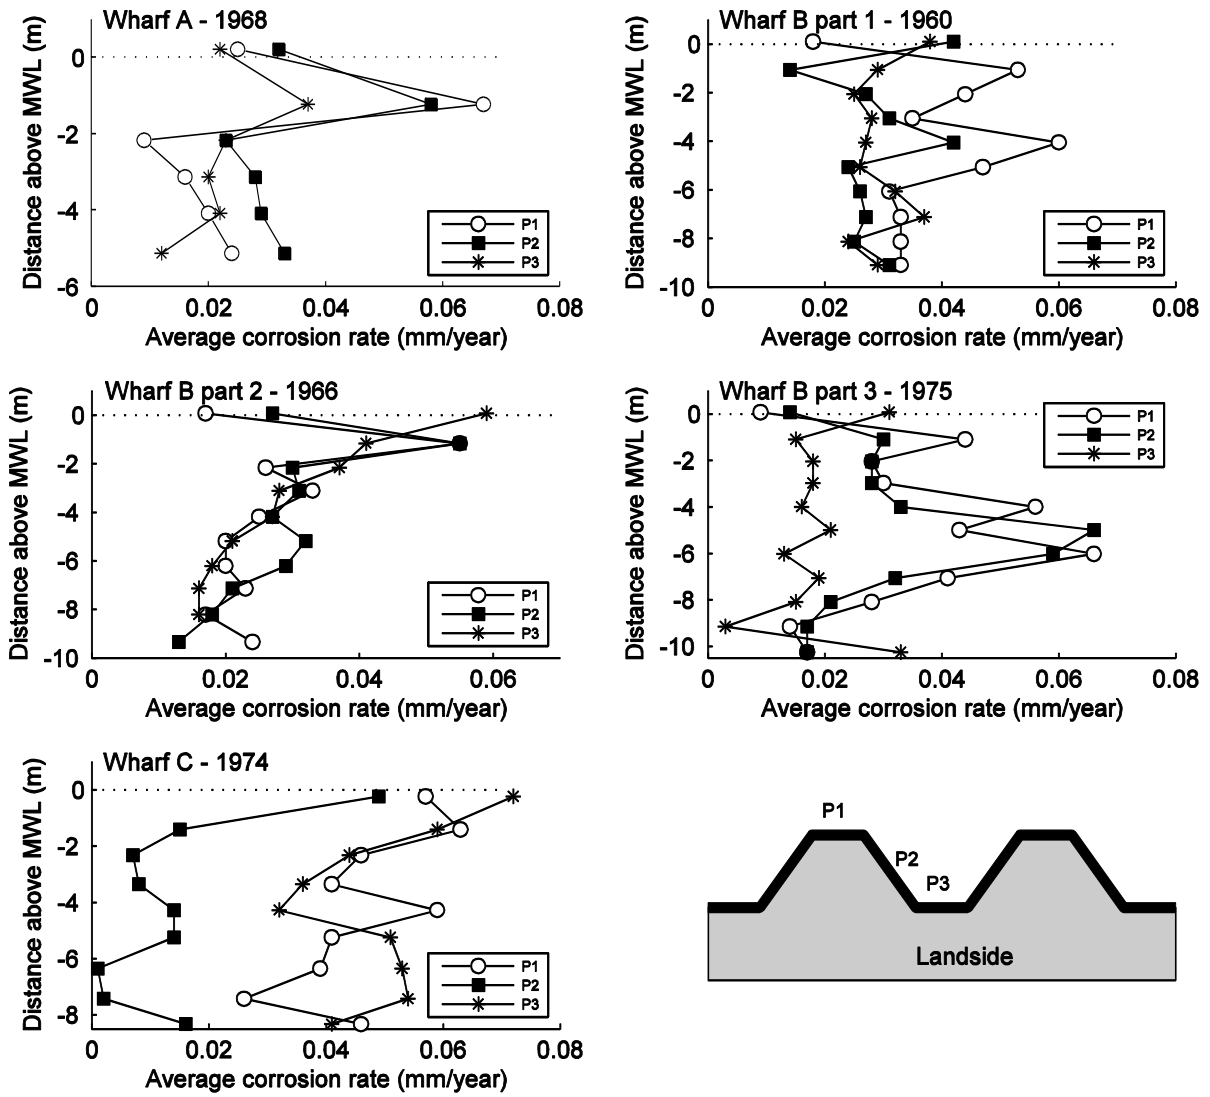 Wharf A - 1968
Distance above MWL (m)
0
-2
-4
-6
P1
P2
P3
0 0.02 0.04 0.06 0.08
Average corrosion rate (mm/year)
Wharf B part 1 - 1960
Distance above MWL (m)
0
-2
-4
-6
-8
-10
P1
P2
P3
0 0.02 0.04 0.06 0.08
Average corrosion rate (mm/year)
Wharf B part 2 - 1966
Distance above MWL (m)
0
-2
-4
-6
-8
-10
P1
P2
P3
0 0.02 0.04 0.06
Average corrosion rate (mm/year)
Wharf B part 3 - 1975
Distance above MWL (m)
0
-2
-4
-6
-8
-10
P1
P2
P3
0 0.02 0.04 0.06 0.08
Average corrosion rate (mm/year)
Wharf C - 1974
Distance above MWL (m)
0
-2
-4
-6
-8
P1
P2
P3
0 0.02 0.04 0.06 0.08
Average corrosion rate (mm/year)
P1
P2
P3
Landside